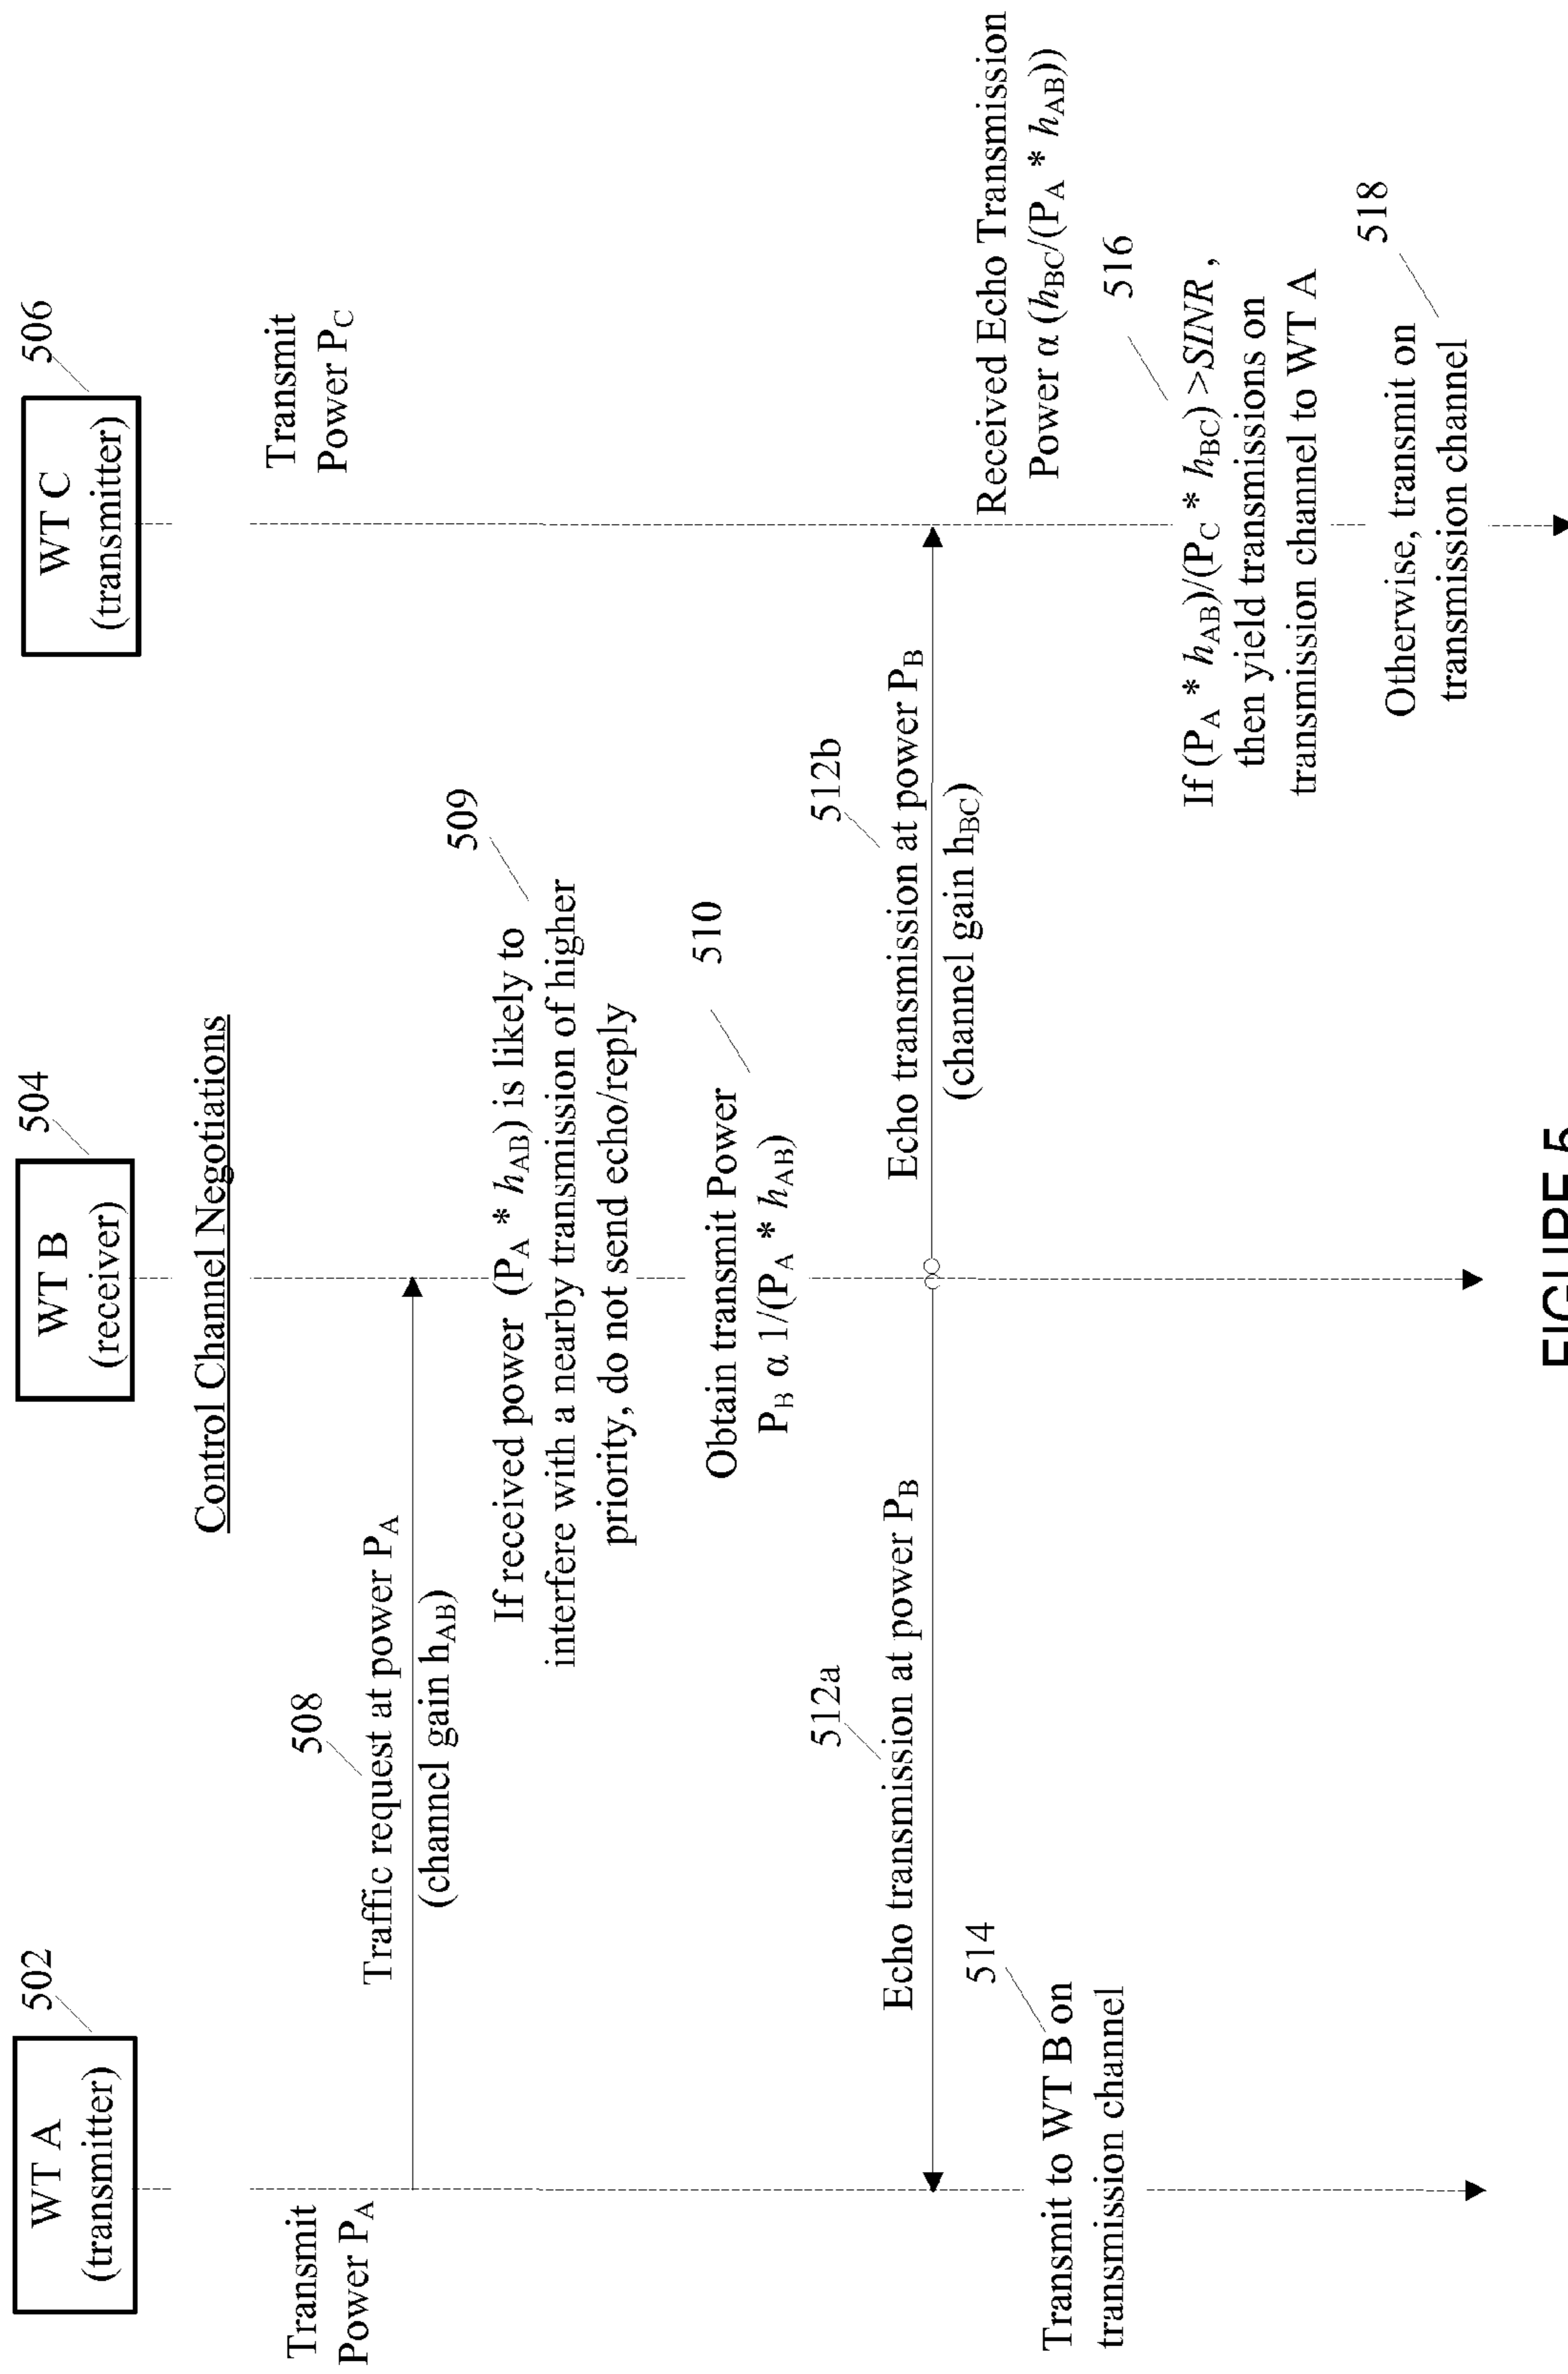 502
WT A
(transmitter)
504
WT B
(receiver)
506
WT C
(transmitter)
Control Channel Negotiations
Transmit
Power P_A
Transmit
Power P_C
508
Traffic request at power P_A
(channel gain h_AB)
509
If received power (P_A * h_AB) is likely to
interfere with a nearby transmission of higher
priority, do not send echo/reply
510
Obtain transmit Power
P_B α 1/(P_A * h_AB)
512a
Echo transmission at power P_B
512b
Echo transmission at power P_B
(channel gain h_BC)
514
Transmit to WT B on
transmission channel
Received Echo Transmission
Power α (h_BC/(P_A * h_AB))
516
If (P_A * h_AB)/(P_C * h_BC) >SINR ,
then yield transmissions on
transmission channel to WT A
518
Otherwise, transmit on
transmission channel
FIGURE 5